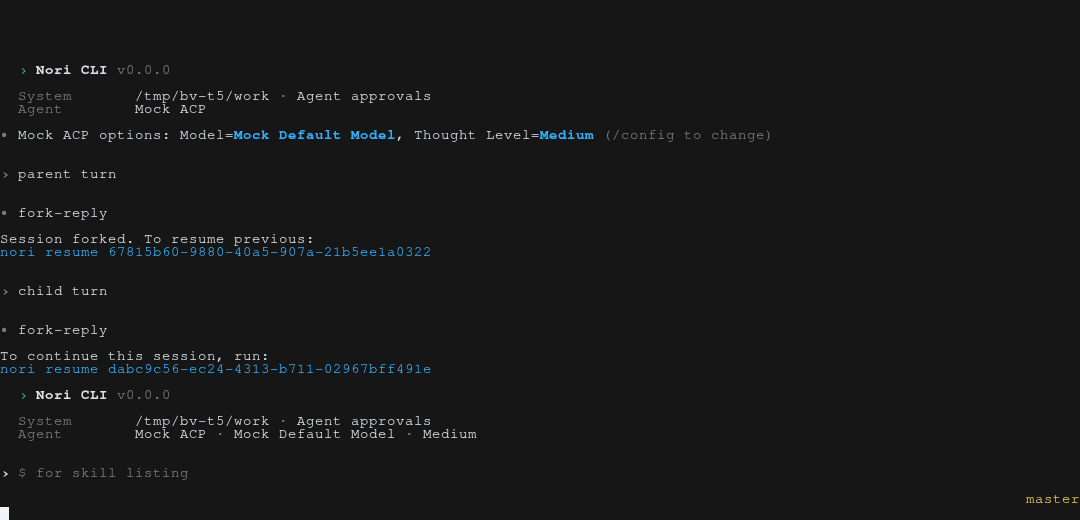 › Nori CLI v0.0.0
System /tmp/bv-t5/work · Agent approvals
Agent Mock ACP
• Mock ACP options: Model=Mock Default Model, Thought Level=Medium (/config to change)
› parent turn
• fork-reply
Session forked. To resume previous:
nori resume 67815b60-9880-40a5-907a-21b5ee1a0322
› child turn
• fork-reply
To continue this session, run:
nori resume dabc9c56-ec24-4313-b711-02967bff491e
› Nori CLI v0.0.0
System /tmp/bv-t5/work · Agent approvals
Agent Mock ACP · Mock Default Model · Medium
› $ for skill listing
master